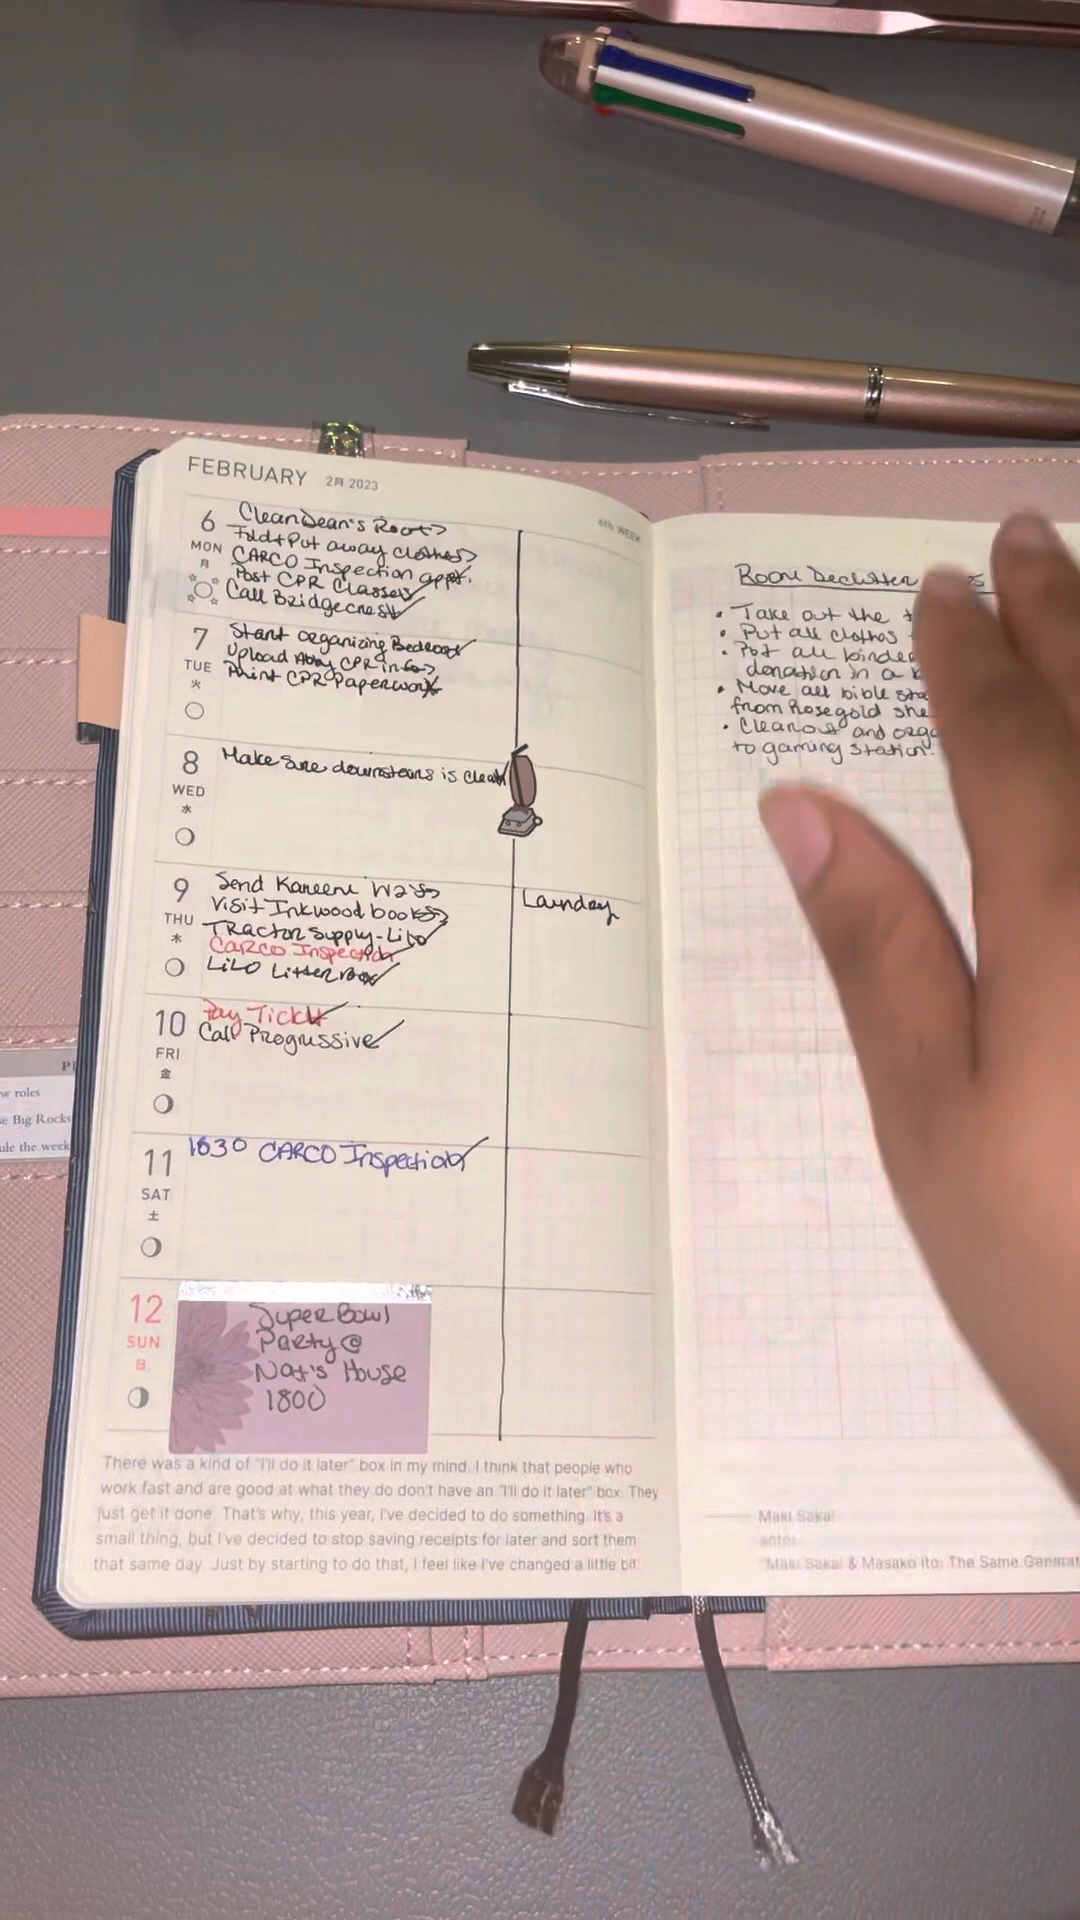 FEBRUARY 2月 2023
6th WEEK
6 Clean Dean's Room
MON Fold + Put away clothes
月 CARCO Inspection appt.
Post CPR Classes
Call Bridgecrest
7 Start organizing Bedroom
TUE Upload CPR info
火 Print CPR Paperwork
8 Make sure downstairs is clean
WED
水
9 Send Kareem W2's
THU Visit Inkwood books
木 Tractor Supply - Lilo
CARCO Inspection
Lilo Litter Box
Laundry
10 Pay Ticket
FRI Call Progressive
金
11 1630 CARCO Inspection
SAT
土
12 Super Bowl
SUN Party @
日 Nat's House
1800
There was a kind of "I'll do it later" box in my mind. I think that people who
work fast and are good at what they do don't have an "I'll do it later" box. They
just get it done. That's why, this year, I've decided to do something. It's a
small thing, but I've decided to stop saving receipts for later and sort them
that same day. Just by starting to do that, I feel like I've changed a little bit
Room Declutter
• Take out the
• Put all clothes
• Put all
donation in a
• Move all bible
from Rosegold
• Cleanout and
to gaming station.
Maki Sakai
actor
"Maki Sakai & Masako Ito: The Same
w roles
e Big Rocks
ule the week